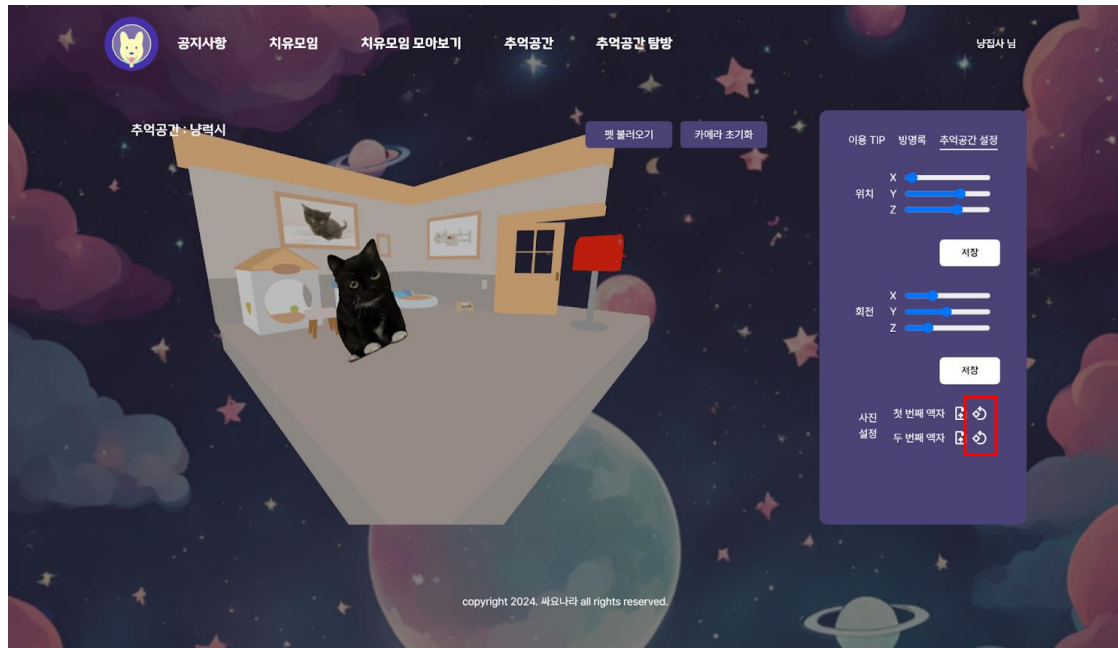 공지사항 치유모임 치유모임 모아보기 추억공간 추억공간 탐방 냥집사 님
추억공간 : 냥럭시
펫 불러오기 카메라 초기화
이용 TIP 방명록 추억공간 설정
위치
X
Y
Z
저장
회전
X
Y
Z
저장
사진
설정
첫 번째 액자
두 번째 액자
copyright 2024. 싸요나라 all rights reserved.